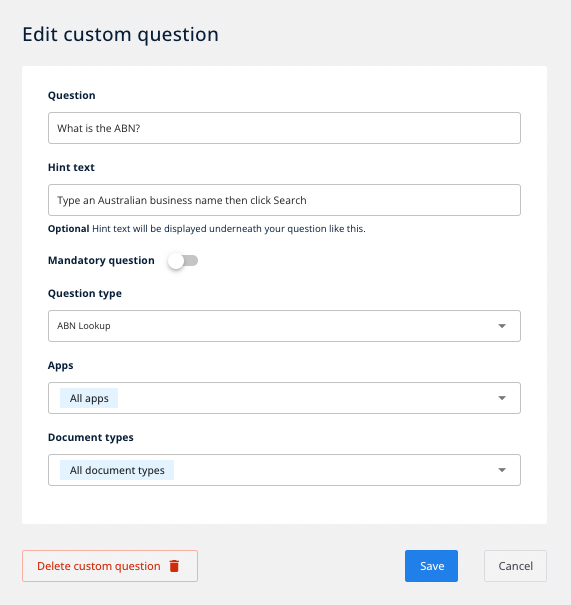 Edit custom question
Question
What is the ABN?
Hint text
Type an Australian business name then click Search
Optional Hint text will be displayed underneath your question like this.
Mandatory question
Question type
ABN Lookup
Apps
All apps
Document types
All document types
Delete custom question
Save
Cancel